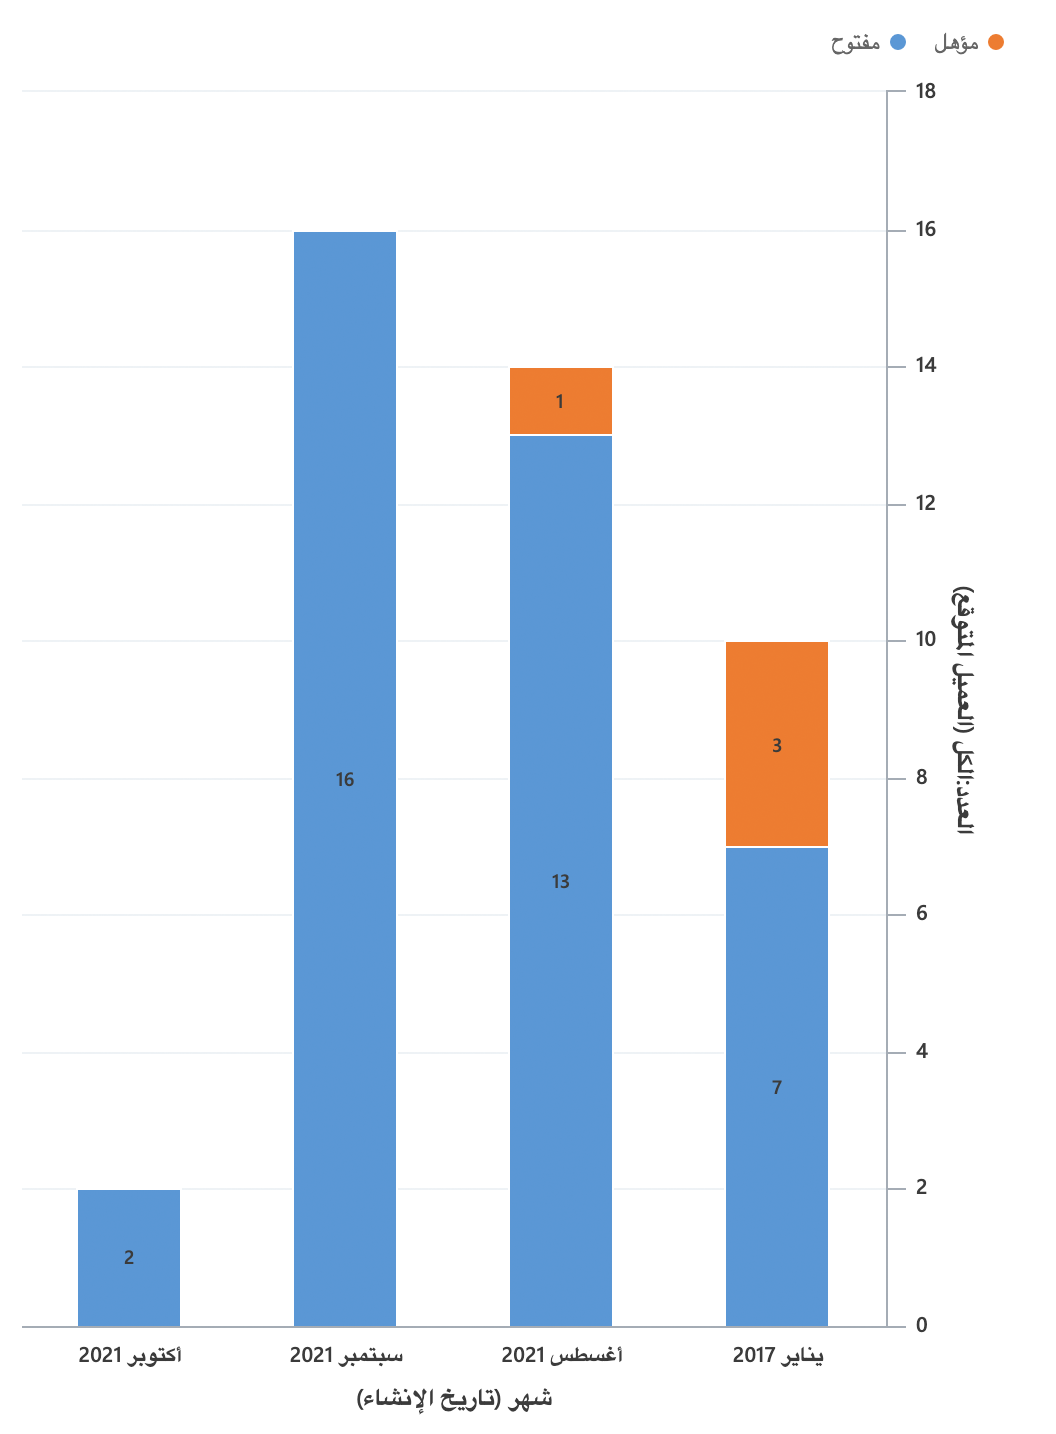 مؤهل
مفتوح
18
16
14
12
10
8
6
4
2
0
العدد:الكل (العميل المتوقع)
3
7
1
13
16
2
يناير 2017
أغسطس 2021
سبتمبر 2021
أكتوبر 2021
شهر (تاريخ الإنشاء)